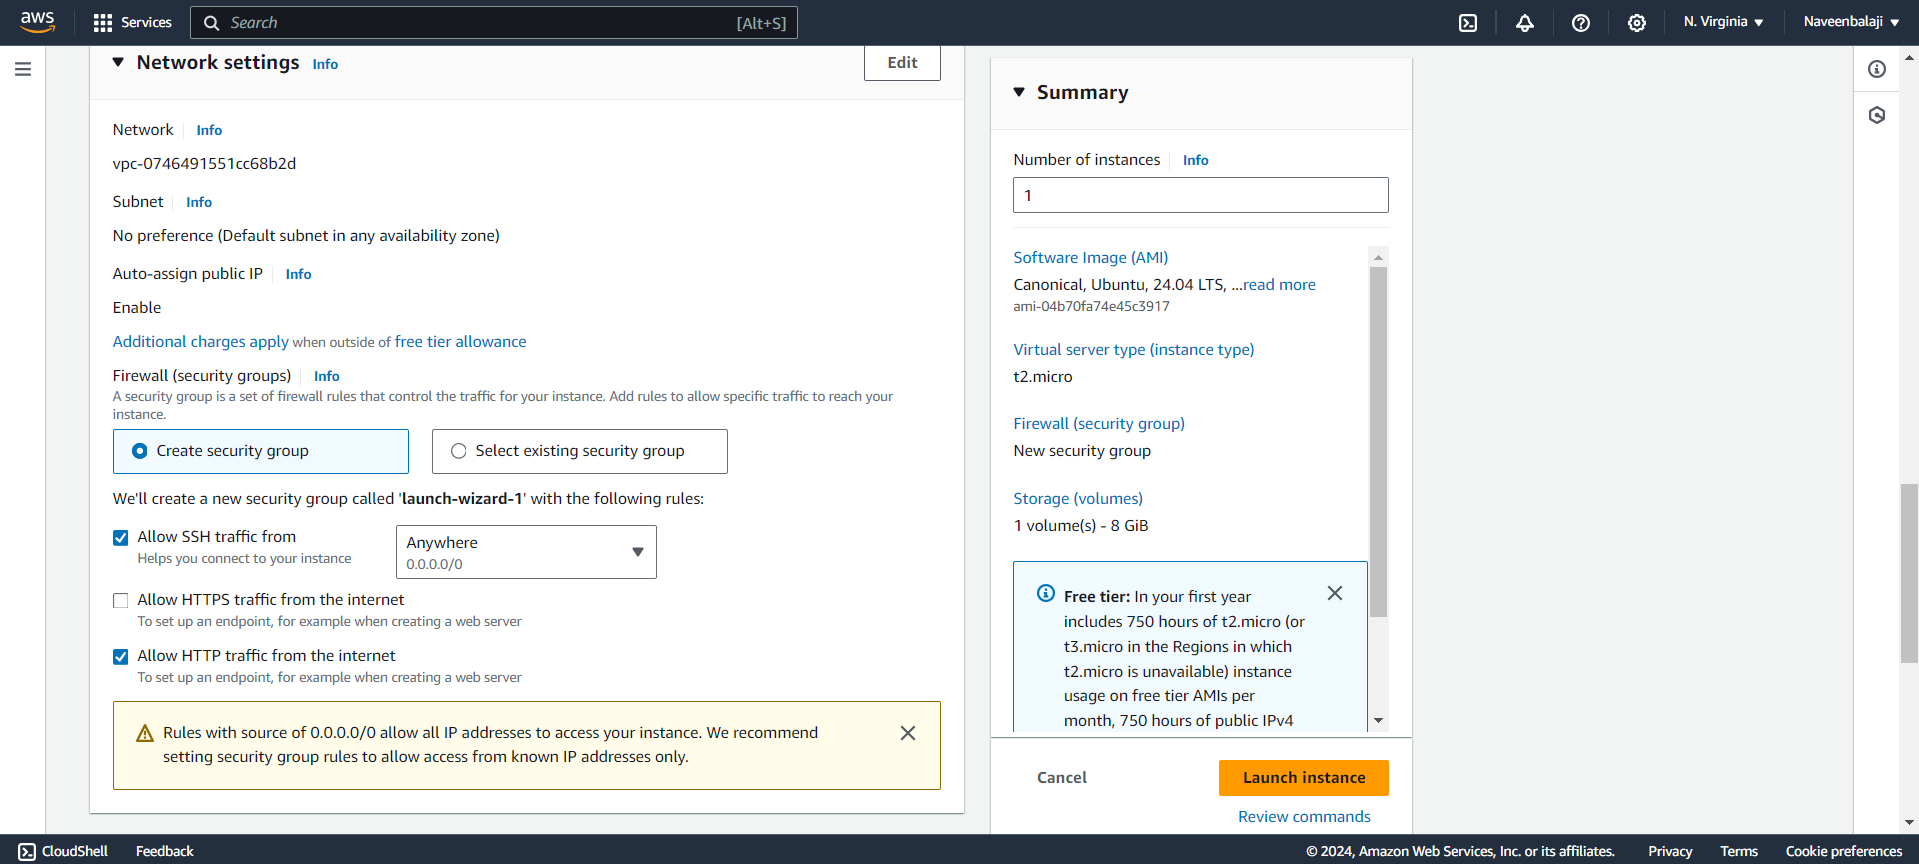 aws
Services
Search
[Alt+S]
N. Virginia
Naveenbalaji
Network settings Info
Edit
Network Info
vpc-0746491551cc68b2d
Subnet Info
No preference (Default subnet in any availability zone)
Auto-assign public IP Info
Enable
Additional charges apply when outside of free tier allowance
Firewall (security groups) Info
A security group is a set of firewall rules that control the traffic for your instance. Add rules to allow specific traffic to reach your
instance.
Create security group
Select existing security group
We'll create a new security group called 'launch-wizard-1' with the following rules:
Allow SSH traffic from
Helps you connect to your instance
Anywhere
0.0.0.0/0
Allow HTTPS traffic from the internet
To set up an endpoint, for example when creating a web server
Allow HTTP traffic from the internet
To set up an endpoint, for example when creating a web server
Rules with source of 0.0.0.0/0 allow all IP addresses to access your instance. We recommend
setting security group rules to allow access from known IP addresses only.
Summary
Number of instances Info
1
Software Image (AMI)
Canonical, Ubuntu, 24.04 LTS, ...read more
ami-04b70fa74e45c3917
Virtual server type (instance type)
t2.micro
Firewall (security group)
New security group
Storage (volumes)
1 volume(s) - 8 GiB
Free tier: In your first year
includes 750 hours of t2.micro (or
t3.micro in the Regions in which
t2.micro is unavailable) instance
usage on free tier AMIs per
month, 750 hours of public IPv4
Cancel
Launch instance
Review commands
CloudShell
Feedback
© 2024, Amazon Web Services, Inc. or its affiliates.
Privacy
Terms
Cookie preferences